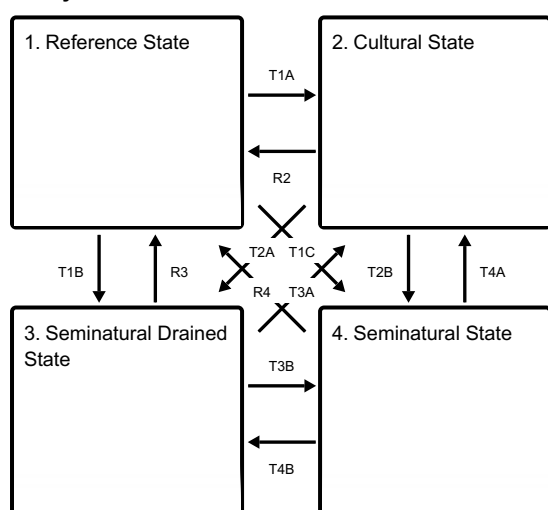 1. Reference State
2. Cultural State
T1A
R2
T2A
T1C
T1B
R3
T2B
T4A
R4
T3A
3. Seminatural Drained
State
4. Seminatural State
T3B
T4B